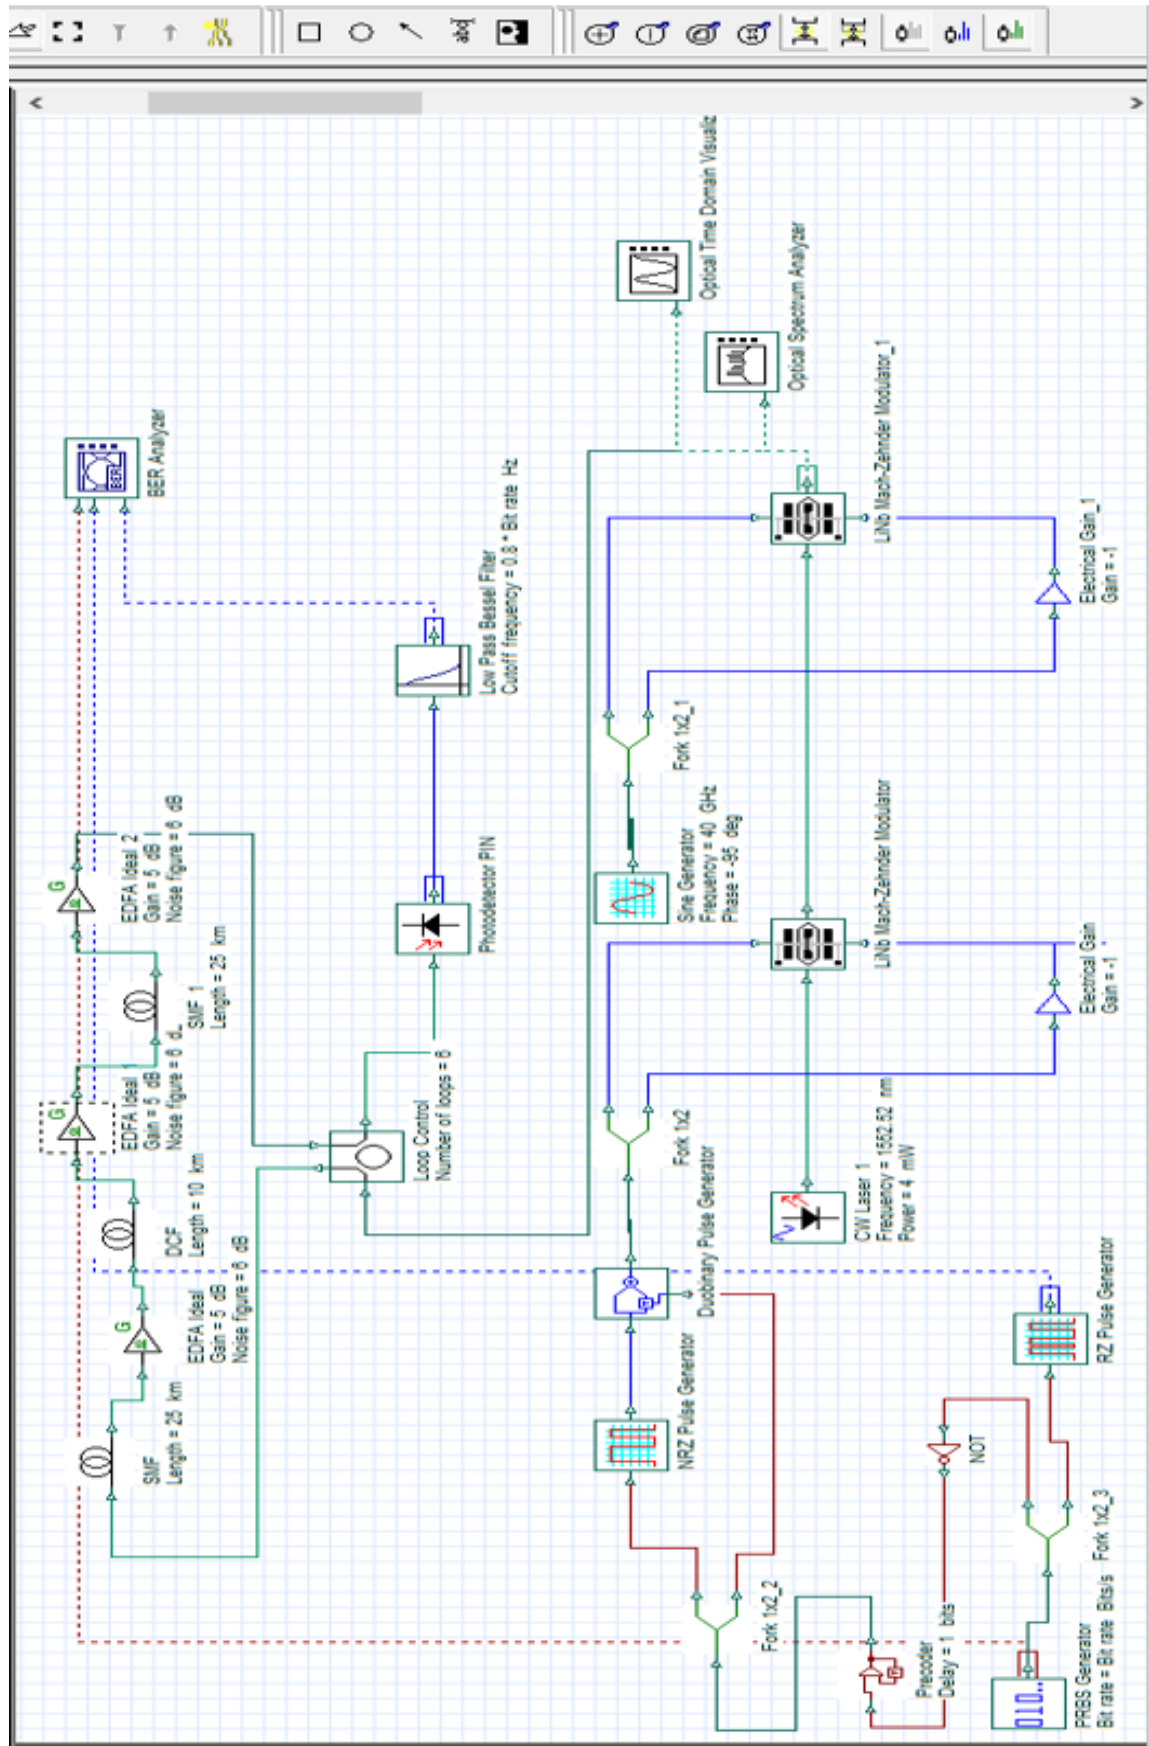 abl
1:1
Optical Time Domain Visualiz
Optical Spectrum Analyzer
BER
BER Analyzer
Low Pass Bessel Filter
Cutoff frequency = 0.8 * Bit rate Hz
LiNb Mach-Zehnder Modulator_1
Electrical Gain_1
Gain = -1
Fork 1x2_1
G
EDFA Ideal 2
Gain = 5 dB
Noise figure = 6 dB
Photodetector PIN
Sine Generator
Frequency = 40 GHz
Phase = -95 deg
LiNb Mach-Zehnder Modulator
Electrical Gain
Gain = -1
SMF 1
Length = 25 km
G
EDFA Ideal 1
Gain = 5 dB
Noise figure = 6 d...
Loop Control
Number of loops = 6
Fork 1x2
CW Laser 1
Frequency = 1552.52 nm
Power = 4 mW
DCF
Length = 10 km
G
EDFA Ideal
Gain = 5 dB
Noise figure = 6 dB
Duobinary Pulse Generator
RZ Pulse Generator
SMF
Length = 25 km
NRZ Pulse Generator
NOT
Fork 1x2_3
Fork 1x2_2
Precoder
Delay = 1 bits
010..
PRBS Generator
Bit rate = Bit rate Bits/s